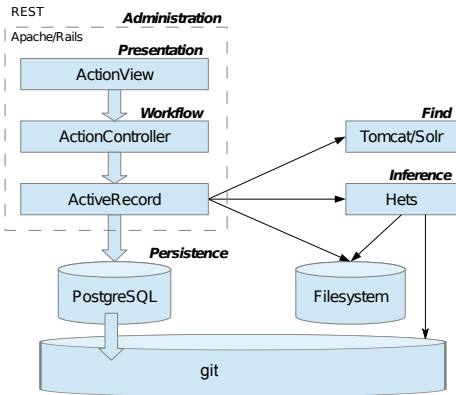 REST
Administration
Apache/Rails
Presentation
ActionView
Workflow
ActionController
Find
Tomcat/Solr
ActiveRecord
Inference
Hets
Persistence
PostgreSQL
Filesystem
git